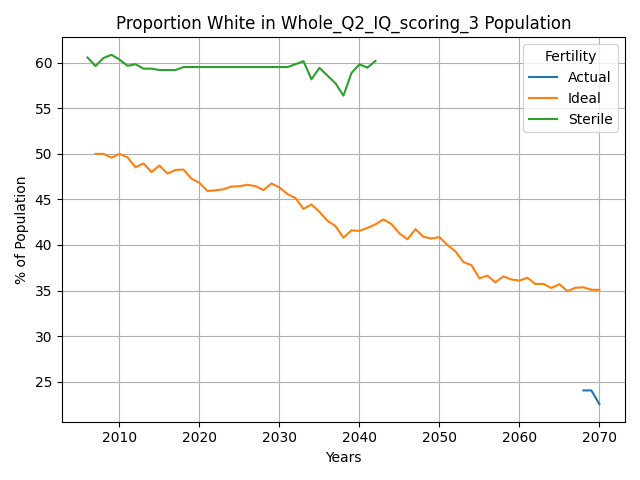 Proportion White in Whole_Q2_IQ_scoring_3 Population
Fertility
Actual
Ideal
Sterile
% of Population
60
55
50
45
40
35
30
25
2010 2020 2030 2040 2050 2060 2070
Years